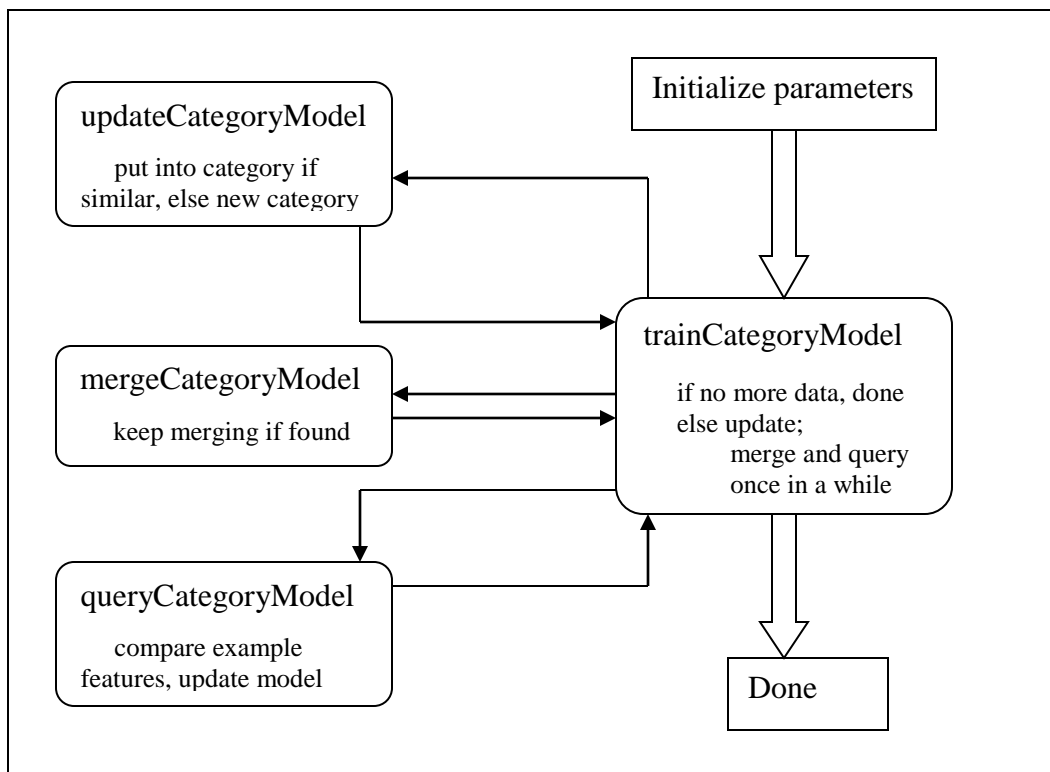 Initialize parameters
updateCategoryModel
put into category if
similar, else new category
trainCategoryModel
if no more data, done
else update;
merge and query
once in a while
mergeCategoryModel
keep merging if found
queryCategoryModel
compare example
features, update model
Done